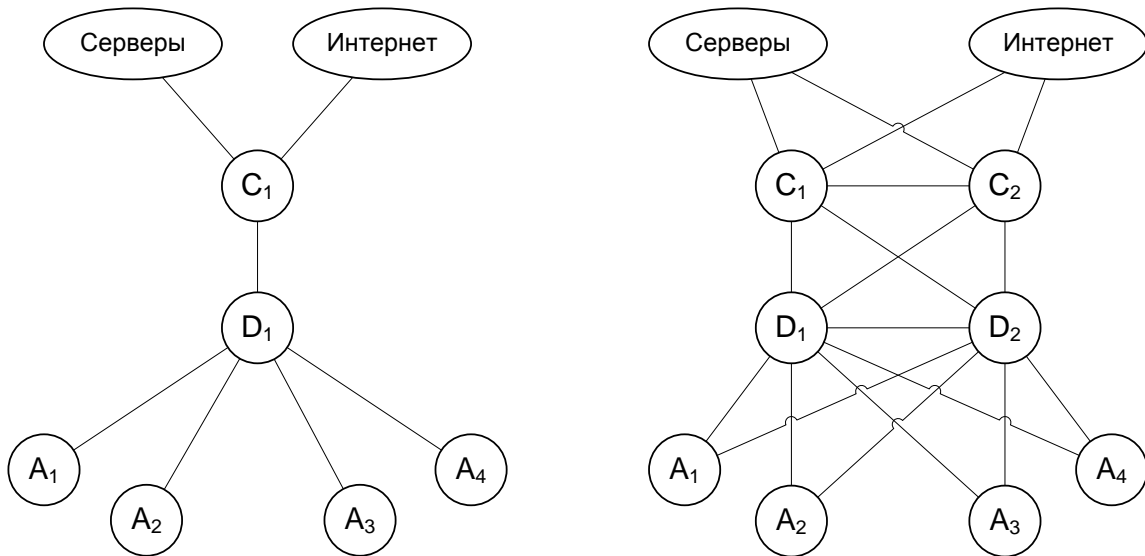 Серверы Интернет Серверы Интернет
C₁ C₁ C₂
D₁ D₁ D₂
A₁ A₄ A₁ A₄
A₂ A₃ A₂ A₃